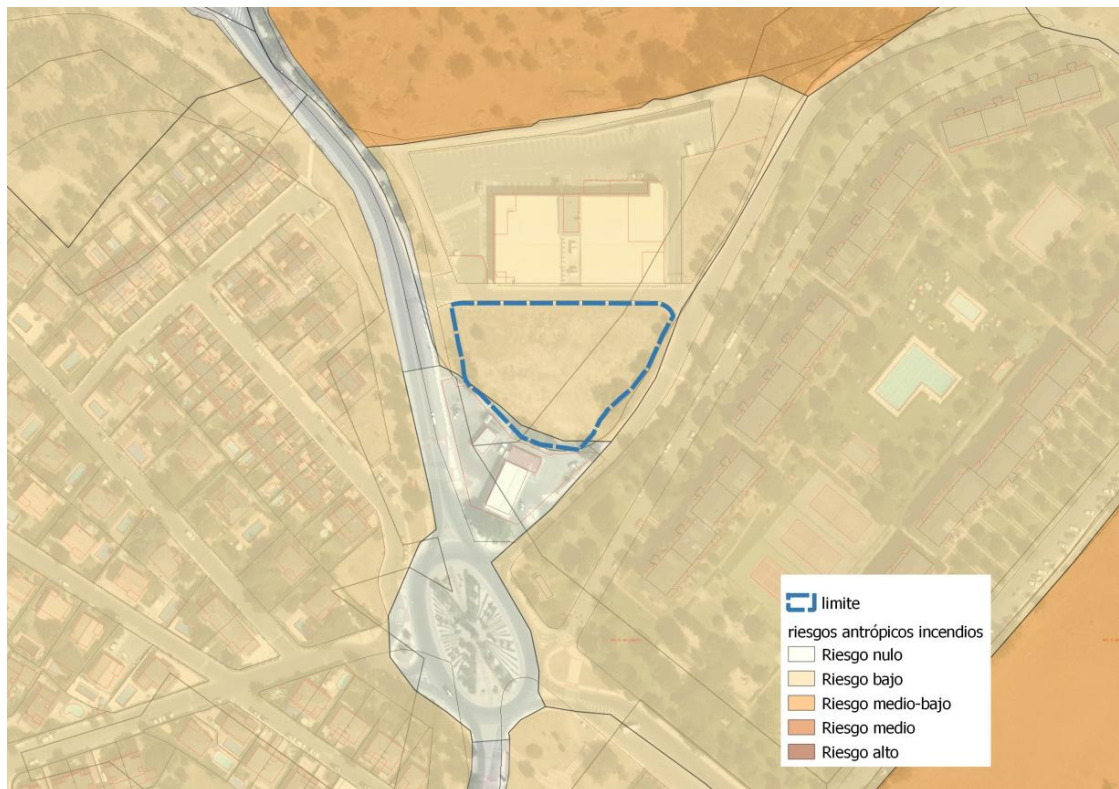 limite
riesgos antrópicos incendios
Riesgo nulo
Riesgo bajo
Riesgo medio-bajo
Riesgo medio
Riesgo alto